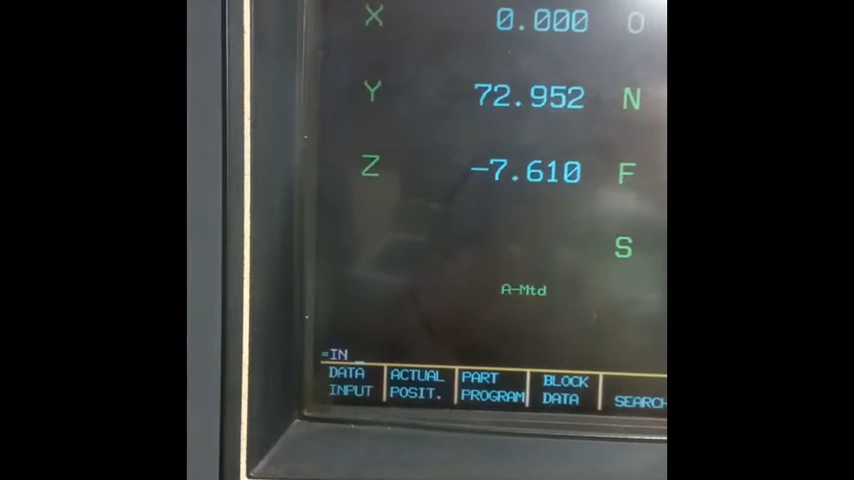 X 0.000 O
Y 72.952 N
Z -7.610 F
S
A-Mtd
=IN _
DATA INPUT ACTUAL POSIT. PART PROGRAM BLOCK DATA SEARCH